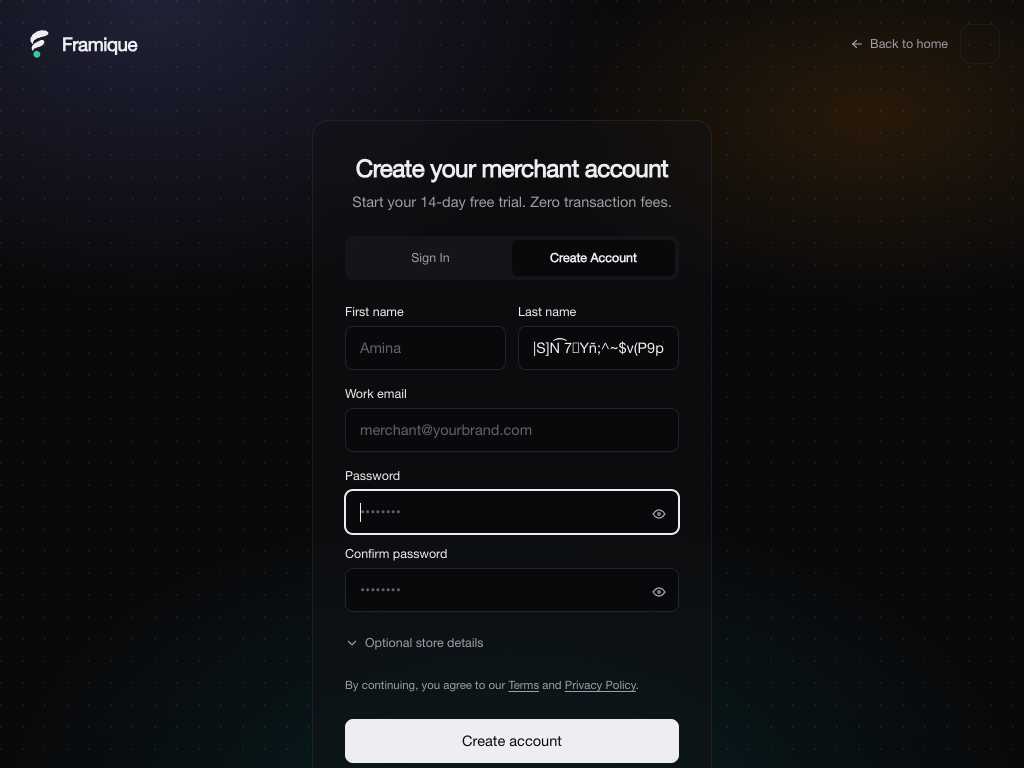 Framique
Back to home
Create your merchant account
Start your 14-day free trial. Zero transaction fees.
Sign In
Create Account
First name
Last name
Amina
Work email
merchant@yourbrand.com
Password
••••••••
Confirm password
••••••••
Optional store details
By continuing, you agree to our Terms and Privacy Policy.
Create account